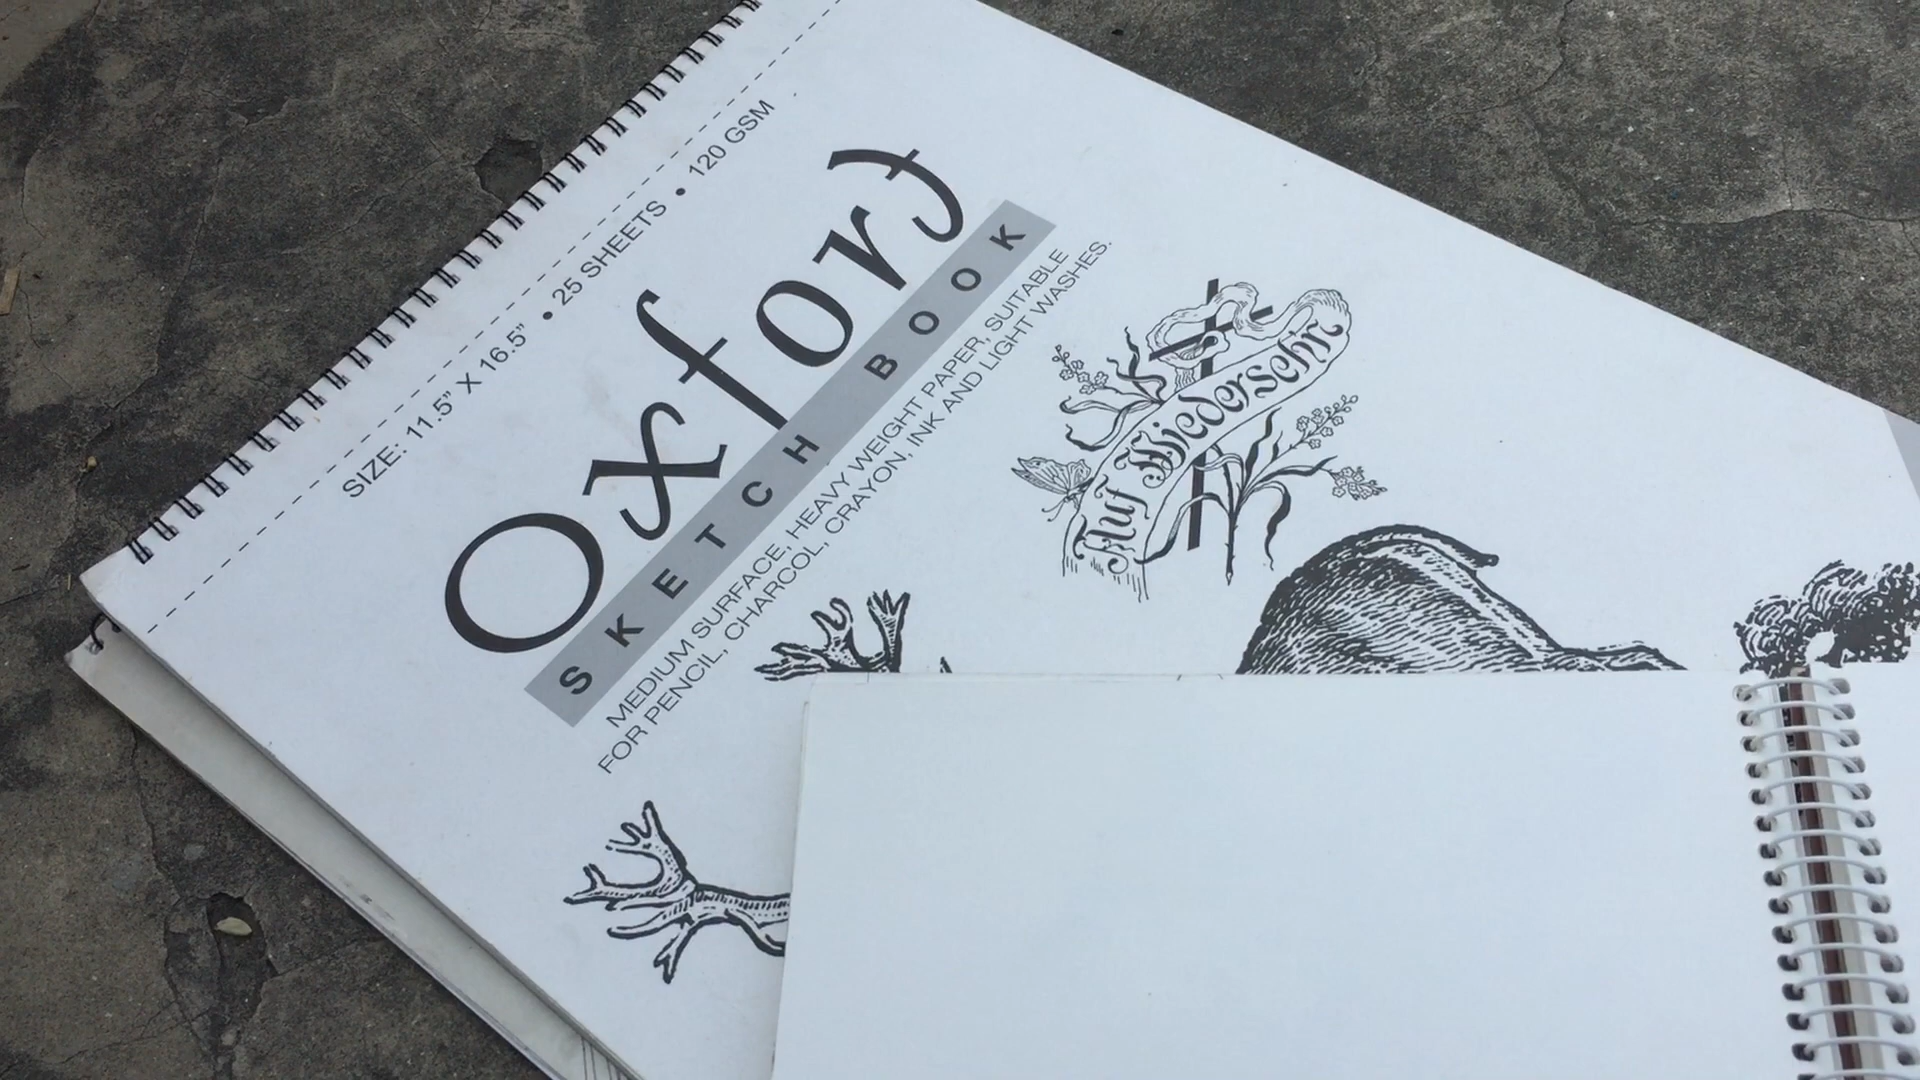 SIZE: 11.5” X 16.5” • 25 SHEETS • 120 GSM
Oxford
SKETCH BOOK
MEDIUM SURFACE, HEAVY WEIGHT PAPER, SUITABLE
FOR PENCIL, CHARCOL, CRAYON, INK AND LIGHT WASHES.
Auf Wiedersehn